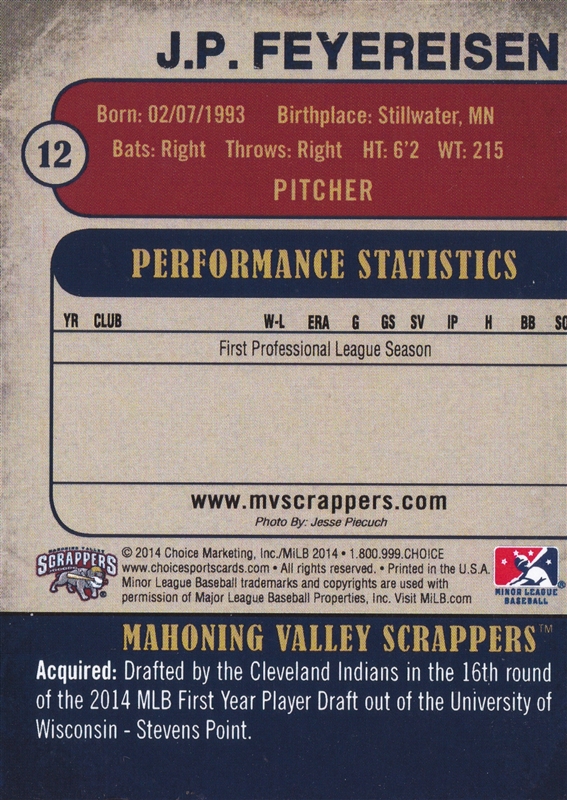 J.P. FEYEREISEN
Born: 02/07/1993 Birthplace: Stillwater, MN
12
Bats: Right Throws: Right HT: 6'2 WT: 215
PITCHER
PERFORMANCE STATISTICS
YR CLUB W-L ERA G GS SV IP H BB SO
First Professional League Season
www.mvscrappers.com
Photo By: Jesse Piecuch
MAHONING VALLEY
SCRAPPERS
© 2014 Choice Marketing, Inc./MiLB 2014 • 1.800.999.CHOICE
www.choicesportscards.com • All rights reserved. • Printed in the U.S.A.
Minor League Baseball trademarks and copyrights are used with
permission of Major League Baseball Properties, Inc. Visit MiLB.com
MINOR LEAGUE
BASEBALL
MAHONING VALLEY SCRAPPERS™
Acquired: Drafted by the Cleveland Indians in the 16th round
of the 2014 MLB First Year Player Draft out of the University of
Wisconsin - Stevens Point.